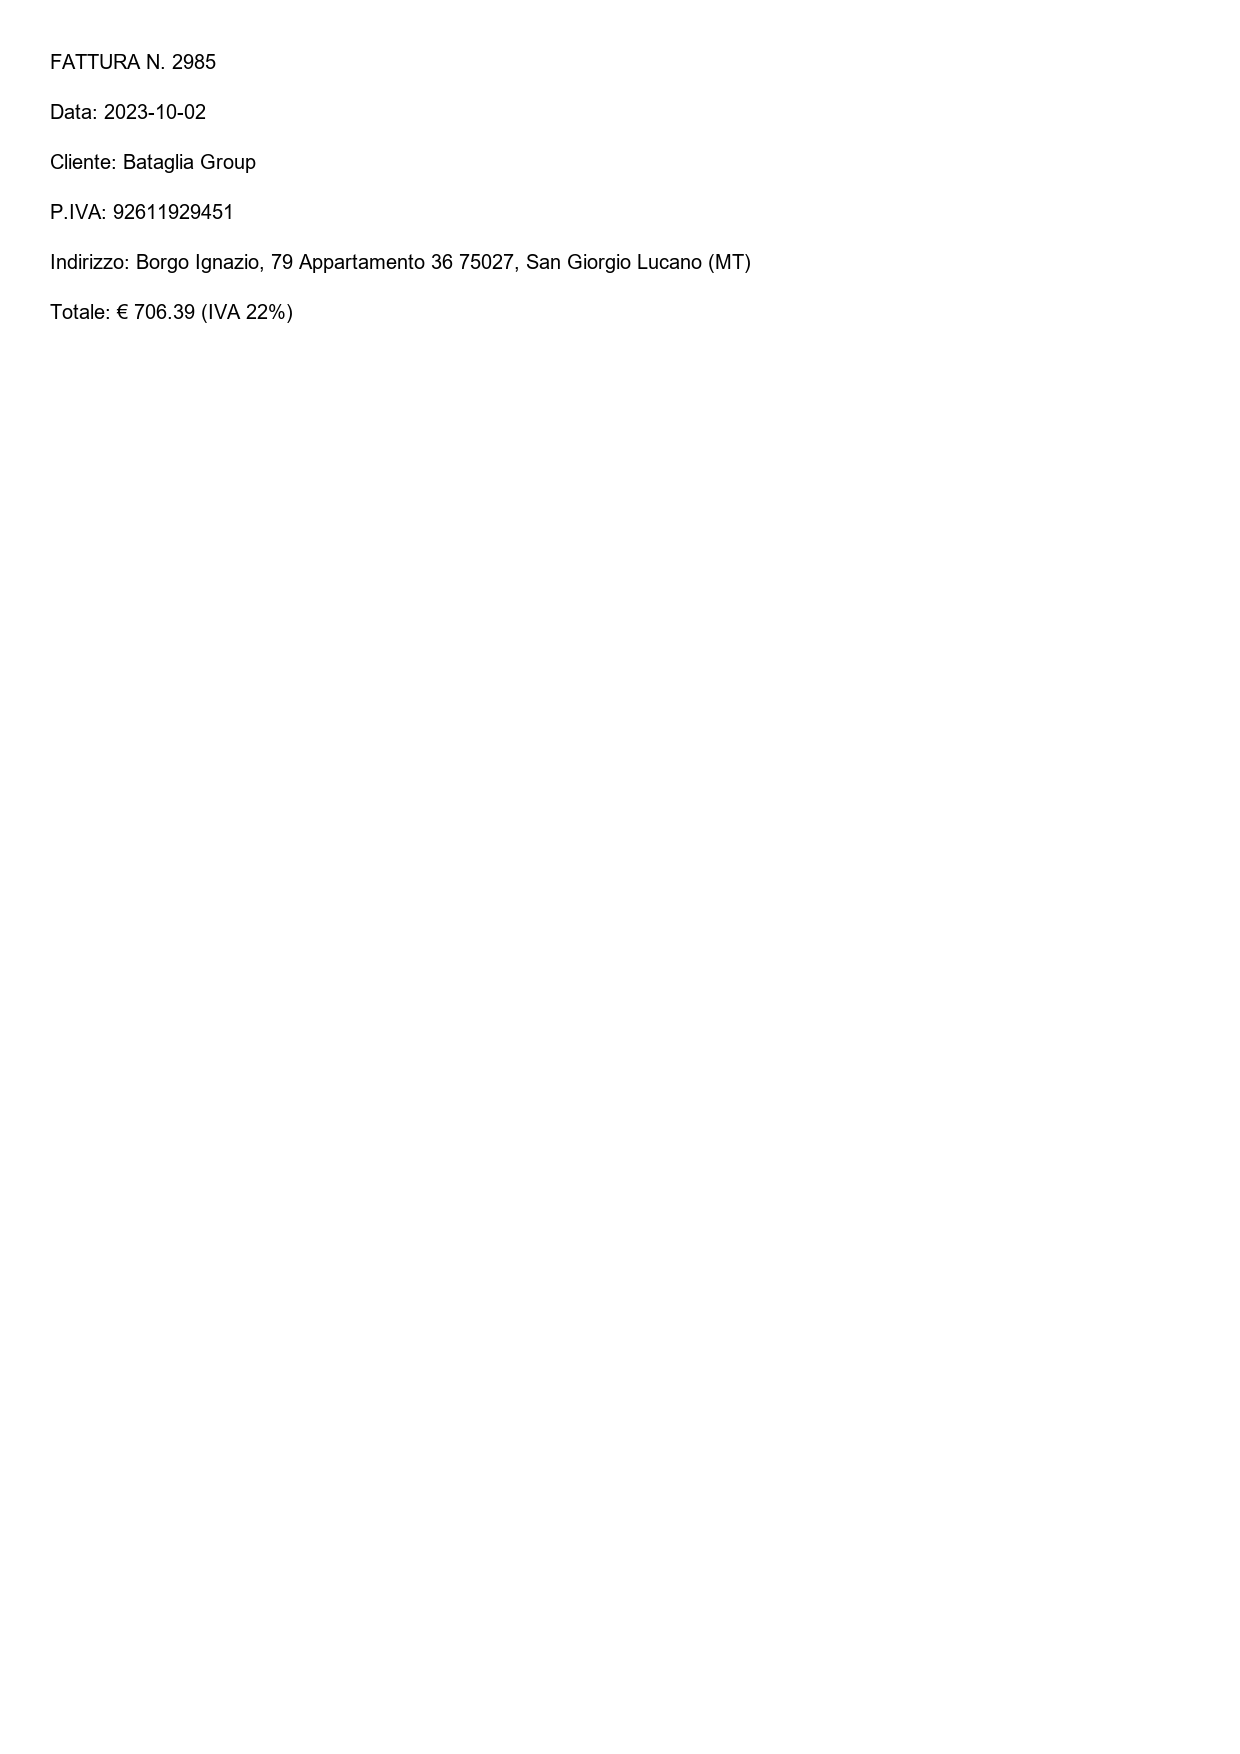 FATTURA N. 2985
Data: 2023-10-02
Cliente: Bataglia Group
P.IVA: 92611929451
Indirizzo: Borgo Ignazio, 79 Appartamento 36 75027, San Giorgio Lucano (MT)
Totale: € 706.39 (IVA 22%)